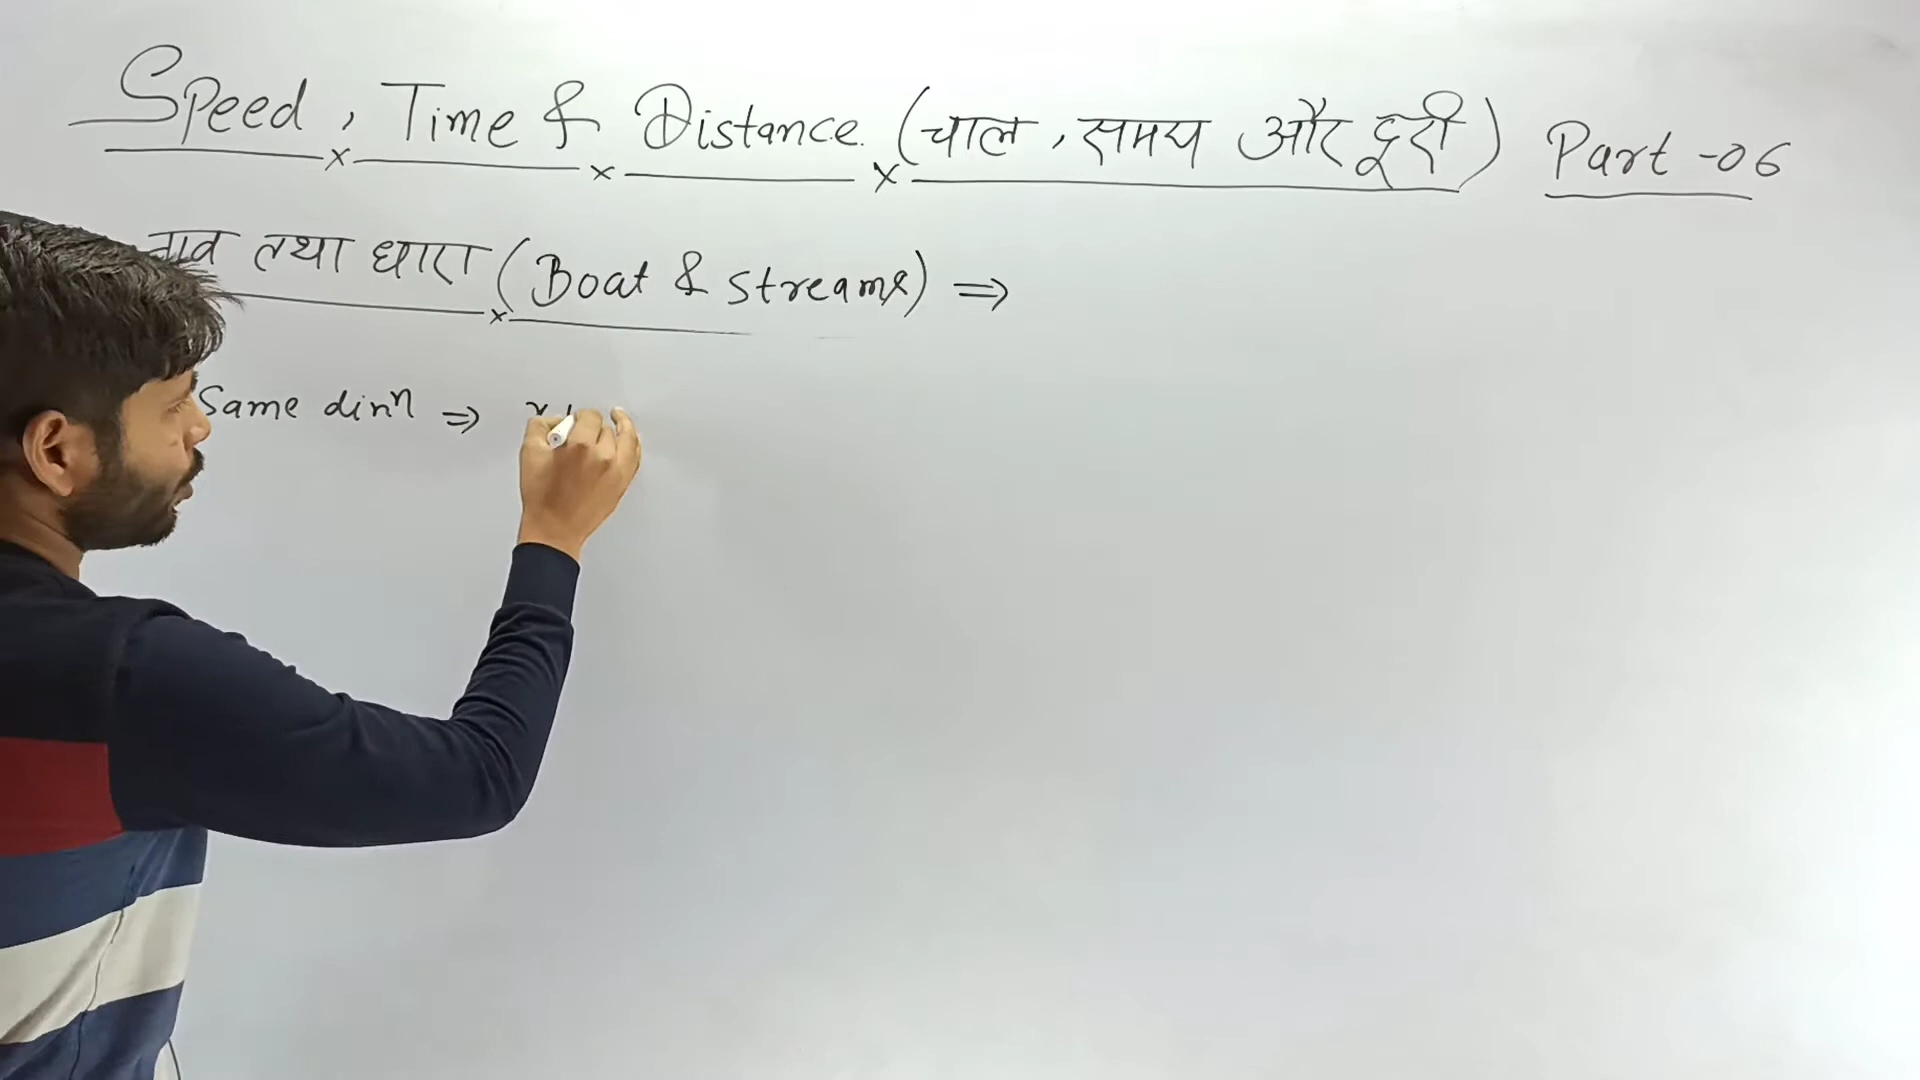 Speed, Time & Distance (चाल, समय और दूरी) Part -06
नाव तथा धारा (Boat & Streams) ⇒
Same dirⁿ ⇒ x+